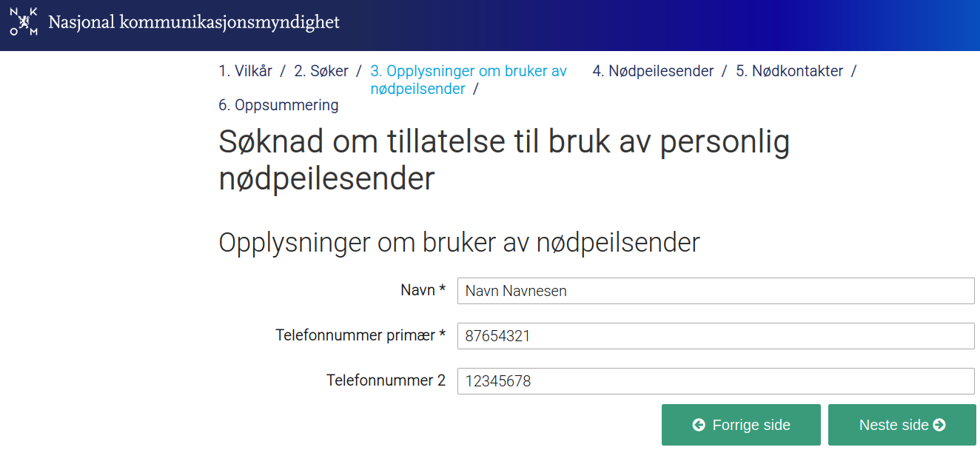 N K
O M
Nasjonal kommunikasjonsmyndighet
1. Vilkår / 2. Søker / 3. Opplysninger om bruker av nødpeilsender / 4. Nødpeilesender / 5. Nødkontakter /
6. Oppsummering
Søknad om tillatelse til bruk av personlig
nødpeilesender
Opplysninger om bruker av nødpeilsender
Navn * Navn Navnesen
Telefonnummer primær * 87654321
Telefonnummer 2 12345678
Forrige side Neste side